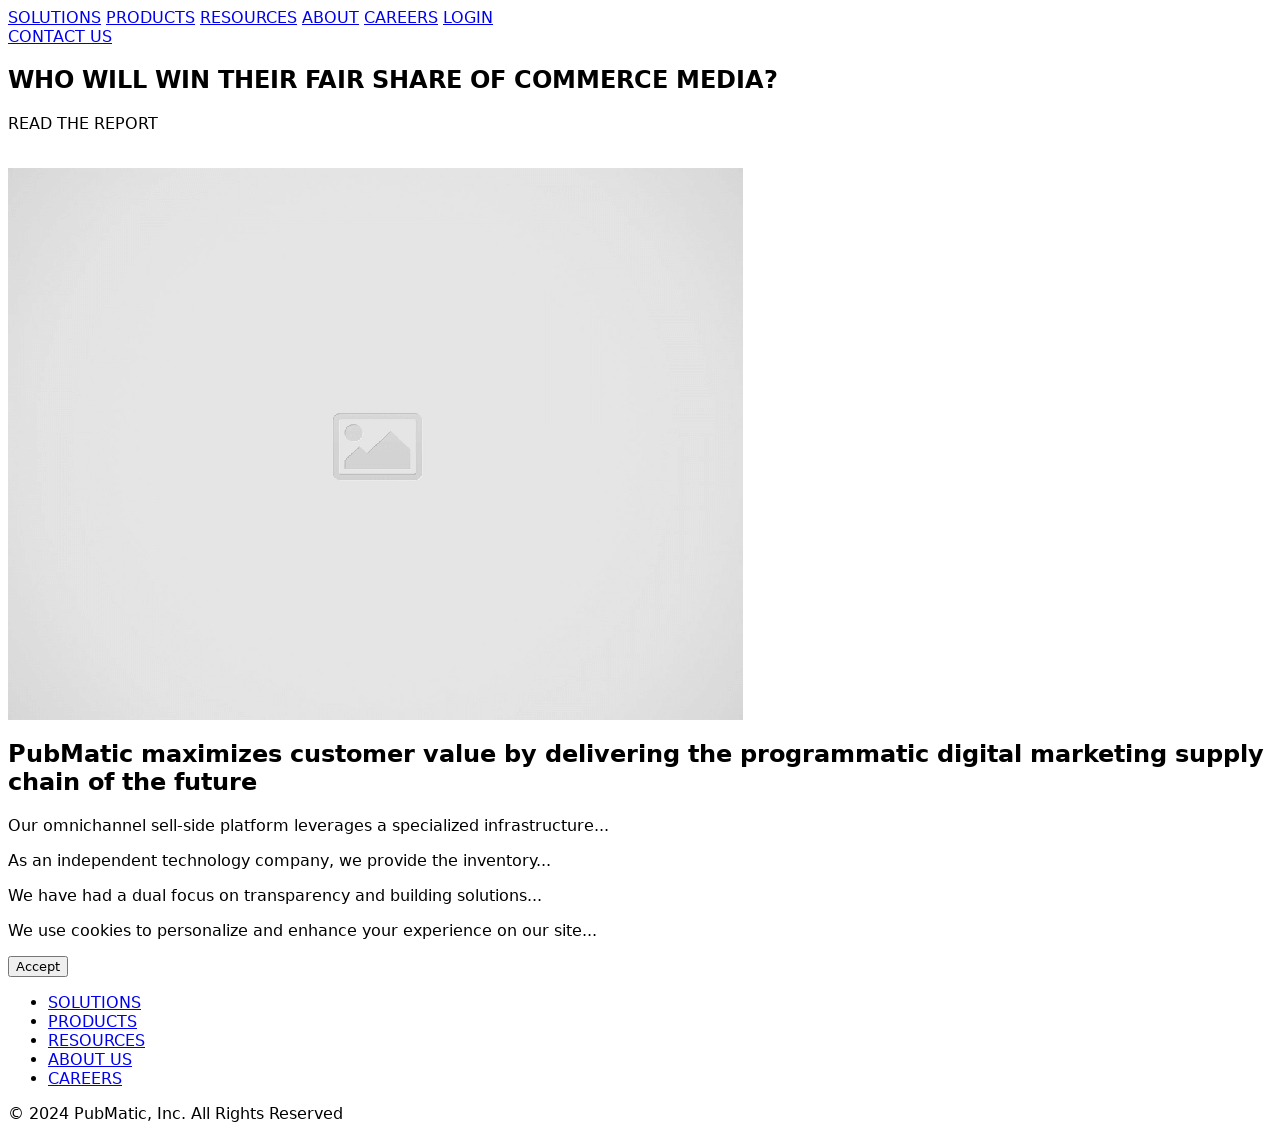 SOLUTIONS PRODUCTS RESOURCES ABOUT CAREERS LOGIN
CONTACT US
WHO WILL WIN THEIR FAIR SHARE OF COMMERCE MEDIA?
READ THE REPORT
PubMatic maximizes customer value by delivering the programmatic digital marketing supply
chain of the future
Our omnichannel sell-side platform leverages a specialized infrastructure...
As an independent technology company, we provide the inventory...
We have had a dual focus on transparency and building solutions...
We use cookies to personalize and enhance your experience on our site...
Accept
SOLUTIONS
PRODUCTS
RESOURCES
ABOUT US
CAREERS
© 2024 PubMatic, Inc. All Rights Reserved